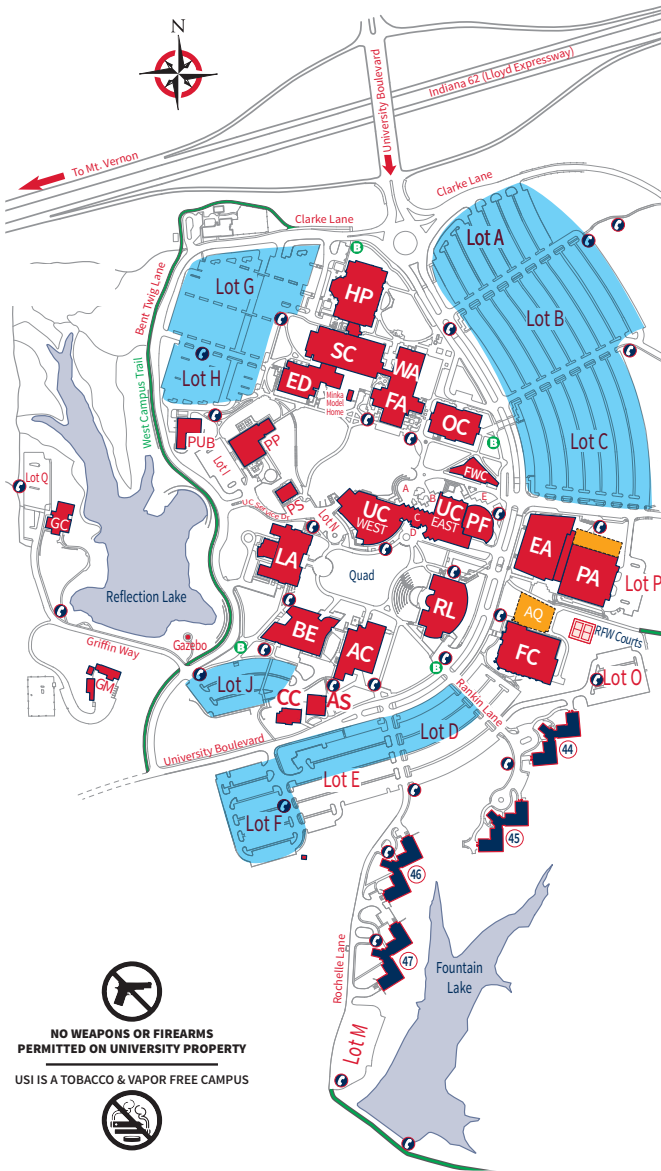 N
University Boulevard
Indiana 62 (Lloyd Expressway)
To Mt. Vernon
Clarke Lane
Clarke Lane
Lot A
B
Bent Twig Lane
Lot G
HP
Lot B
SC
WA
West Campus Trail
Lot H
ED
Minka
Model
Home
FA
OC
Lot C
PUB
PP
B
Lot I
FWC
Lot Q
PS
A
B
E
UC Service Dr
Lot N
UC
WEST
C
UC
EAST
PF
D
GC
LA
EA
PA
Lot P
Quad
Reflection Lake
RL
AQ
RFW Courts
BE
Griffin Way
Gazebo
AC
FC
B
B
GM
Lot J
CC
AS
Rankin Lane
Lot O
Lot D
University Boulevard
44
Lot E
Lot F
45
46
47
Rochelle Lane
Fountain
Lake
Lot M
NO WEAPONS OR FIREARMS
PERMITTED ON UNIVERSITY PROPERTY
USI IS A TOBACCO & VAPOR FREE CAMPUS